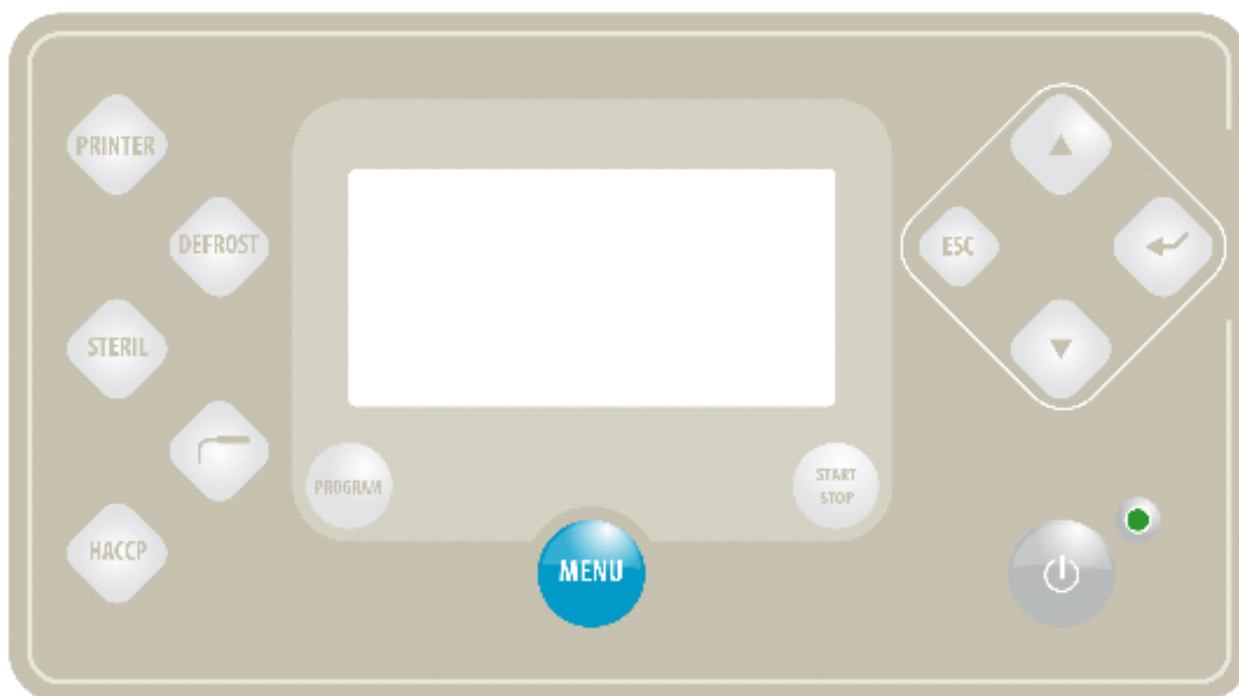 PRINTER
DEFROST
STERIL
HACCP
PROGRAM
MENU
START
STOP
ESC